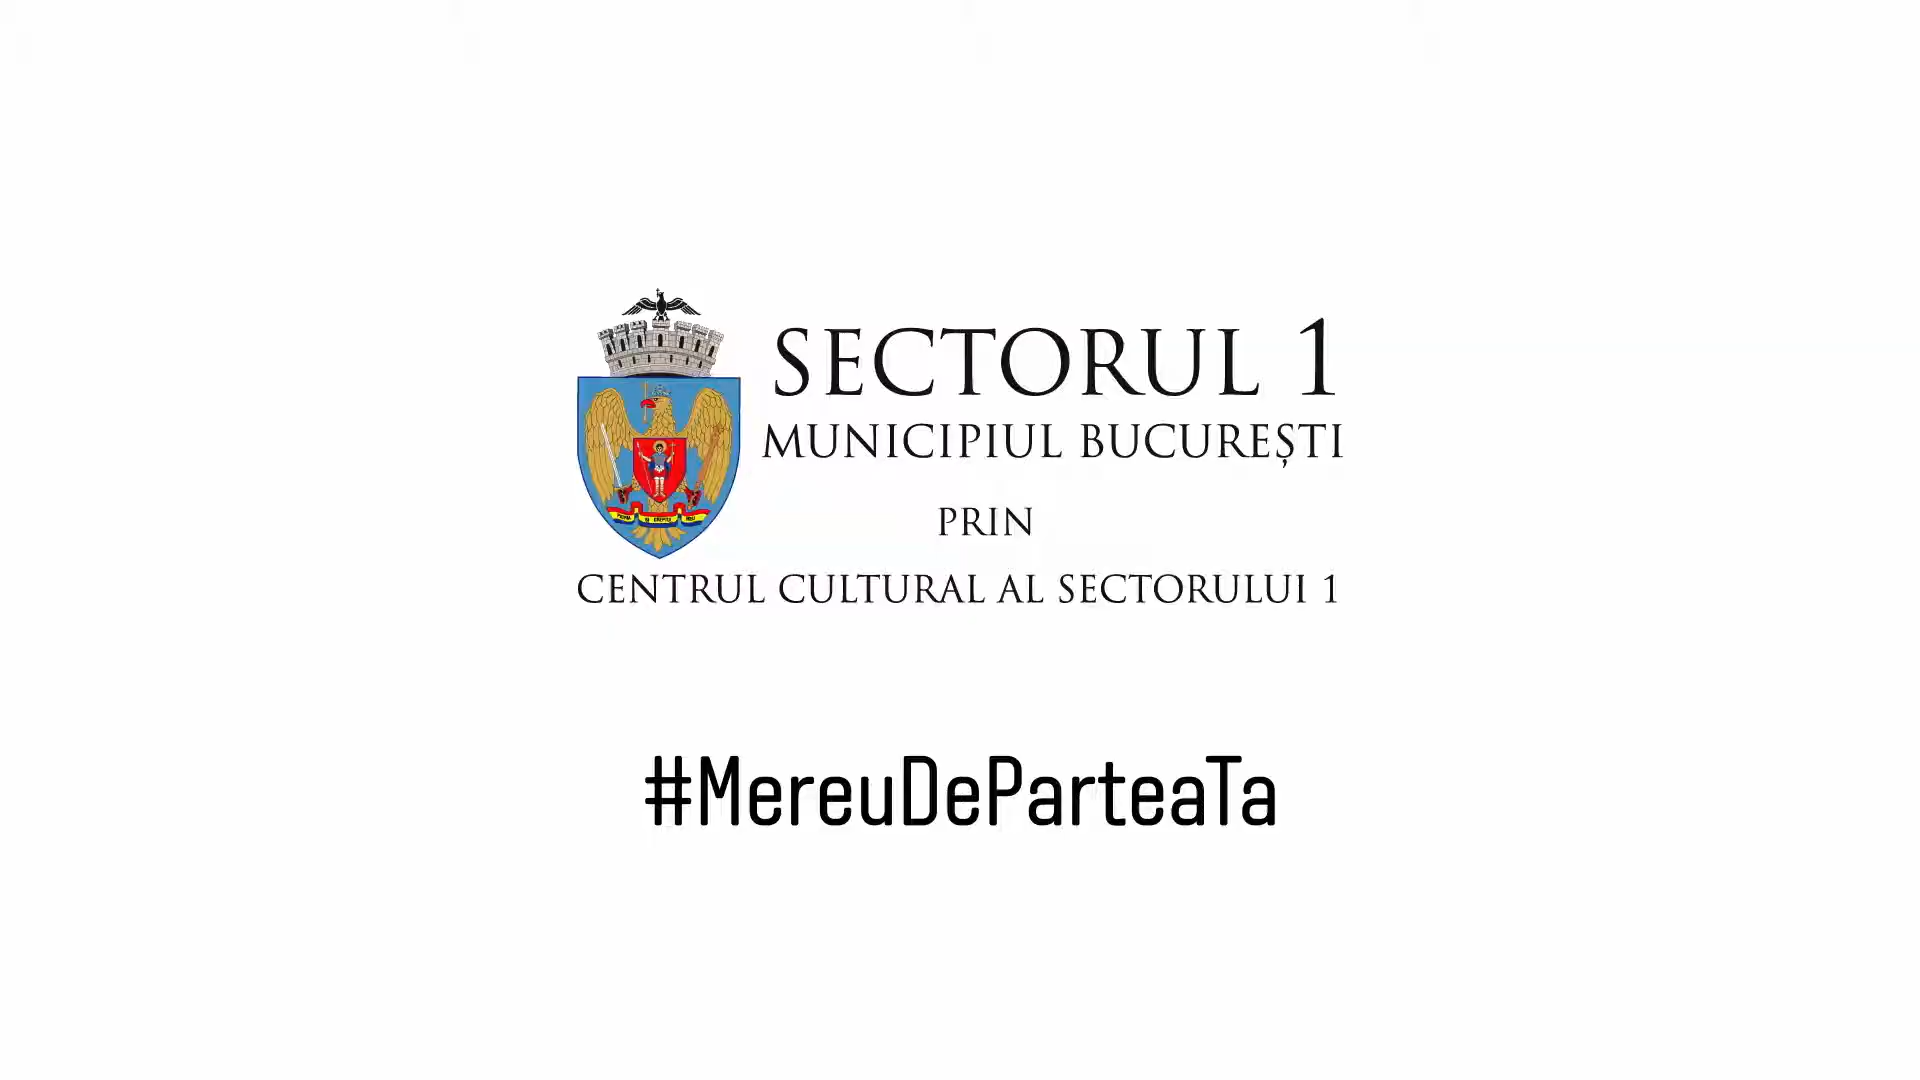 SECTORUL 1
MUNICIPIUL BUCUREȘTI
PRIN
CENTRUL CULTURAL AL SECTORULUI 1
#MereuDeParteaTa